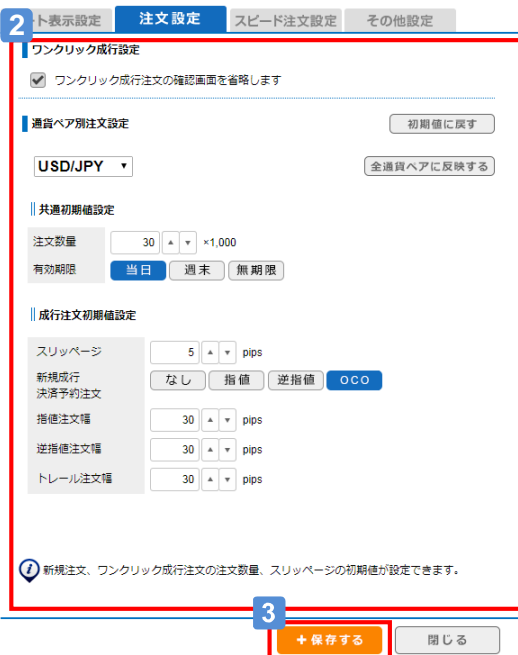 2
ート表示設定 注文設定 スピード注文設定 その他設定
ワンクリック成行設定
ワンクリック成行注文の確認画面を省略します
通貨ペア別注文設定 初期値に戻す
USD/JPY ▼ 全通貨ペアに反映する
共通初期値設定
注文数量 30 ▲ ▼ ×1,000
有効期限 当日 週末 無期限
成行注文初期値設定
スリッページ 5 ▲ ▼ pips
新規成行
決済予約注文 なし 指値 逆指値 OCO
指値注文幅 30 ▲ ▼ pips
逆指値注文幅 30 ▲ ▼ pips
トレール注文幅 30 ▲ ▼ pips
i 新規注文、ワンクリック成行注文の注文数量、スリッページの初期値が設定できます。
3
+保存する 閉じる